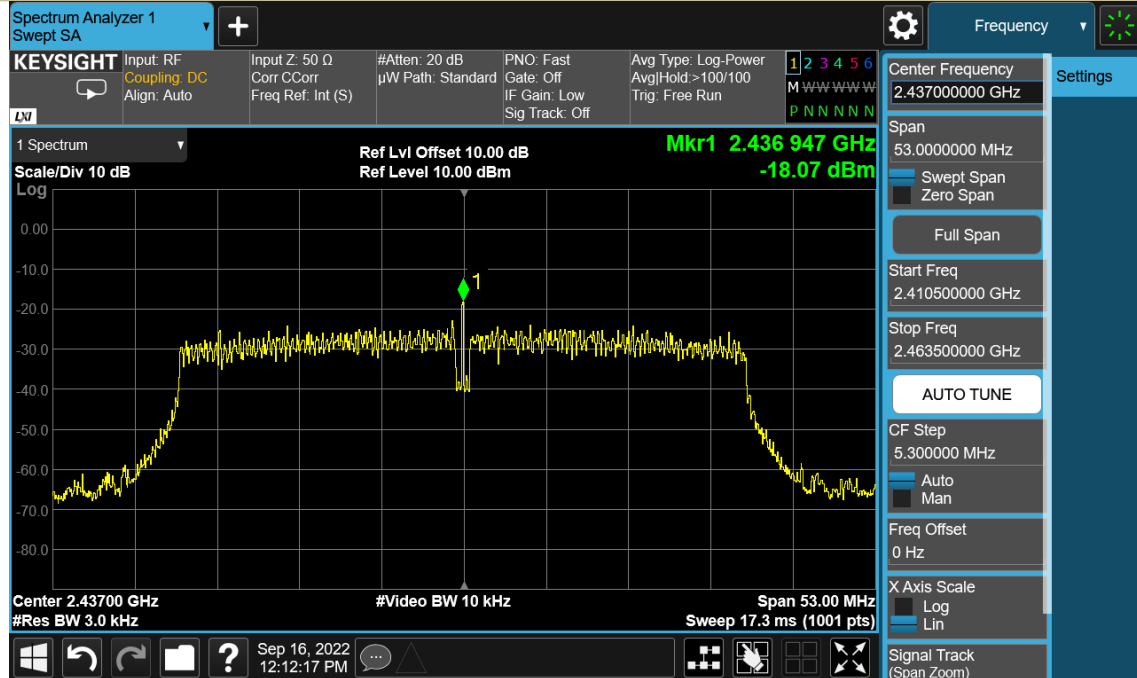 Spectrum Analyzer 1
Swept SA
Frequency
KEYSIGHT
LXI
Input: RF
Coupling: DC
Align: Auto
Input Z: 50 Ω
Corr CCorr
Freq Ref: Int (S)
#Atten: 20 dB
µW Path: Standard
PNO: Fast
Gate: Off
IF Gain: Low
Sig Track: Off
Avg Type: Log-Power
Avg|Hold:>100/100
Trig: Free Run
1 2 3 4 5 6
M W W W W W
P N N N N N
1 Spectrum
Scale/Div 10 dB
Ref Lvl Offset 10.00 dB
Ref Level 10.00 dBm
Mkr1 2.436 947 GHz
-18.07 dBm
Log
0.00
-10.0
-20.0
-30.0
-40.0
-50.0
-60.0
-70.0
-80.0
1
Center 2.43700 GHz
#Res BW 3.0 kHz
#Video BW 10 kHz
Span 53.00 MHz
Sweep 17.3 ms (1001 pts)
Sep 16, 2022
12:12:17 PM
Center Frequency
2.437000000 GHz
Span
53.0000000 MHz
Swept Span
Zero Span
Full Span
Start Freq
2.410500000 GHz
Stop Freq
2.463500000 GHz
AUTO TUNE
CF Step
5.300000 MHz
Auto
Man
Freq Offset
0 Hz
X Axis Scale
Log
Lin
Signal Track
(Span Zoom)
Settings